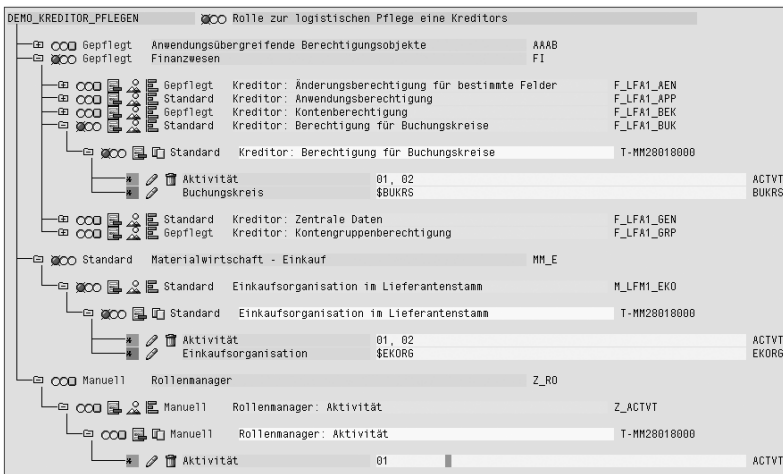 DEMO_KREDITOR_PFLEGEN Rolle zur logistischen Pflege eine Kreditors
Gepflegt Anwendungsübergreifende Berechtigungsobjekte AAAB
Gepflegt Finanzwesen FI
Gepflegt Kreditor: Änderungsberechtigung für bestimmte Felder F_LFA1_AEN
Standard Kreditor: Anwendungsberechtigung F_LFA1_APP
Gepflegt Kreditor: Kontenberechtigung F_LFA1_BEK
Standard Kreditor: Berechtigung für Buchungskreise F_LFA1_BUK
Standard Kreditor: Berechtigung für Buchungskreise T-MM28018000
Aktivität 01, 02 ACTVT
Buchungskreis $BUKRS BUKRS
Standard Kreditor: Zentrale Daten F_LFA1_GEN
Gepflegt Kreditor: Kontengruppenberechtigung F_LFA1_GRP
Standard Materialwirtschaft - Einkauf MM_E
Standard Einkaufsorganisation im Lieferantenstamm M_LFM1_EKO
Standard Einkaufsorganisation im Lieferantenstamm T-MM28018000
Aktivität 01, 02 ACTVT
Einkaufsorganisation $EKORG EKORG
Manuell Rollenmanager Z_RO
Manuell Rollenmanager: Aktivität Z_ACTVT
Manuell Rollenmanager: Aktivität T-MM28018000
Aktivität 01 ACTVT